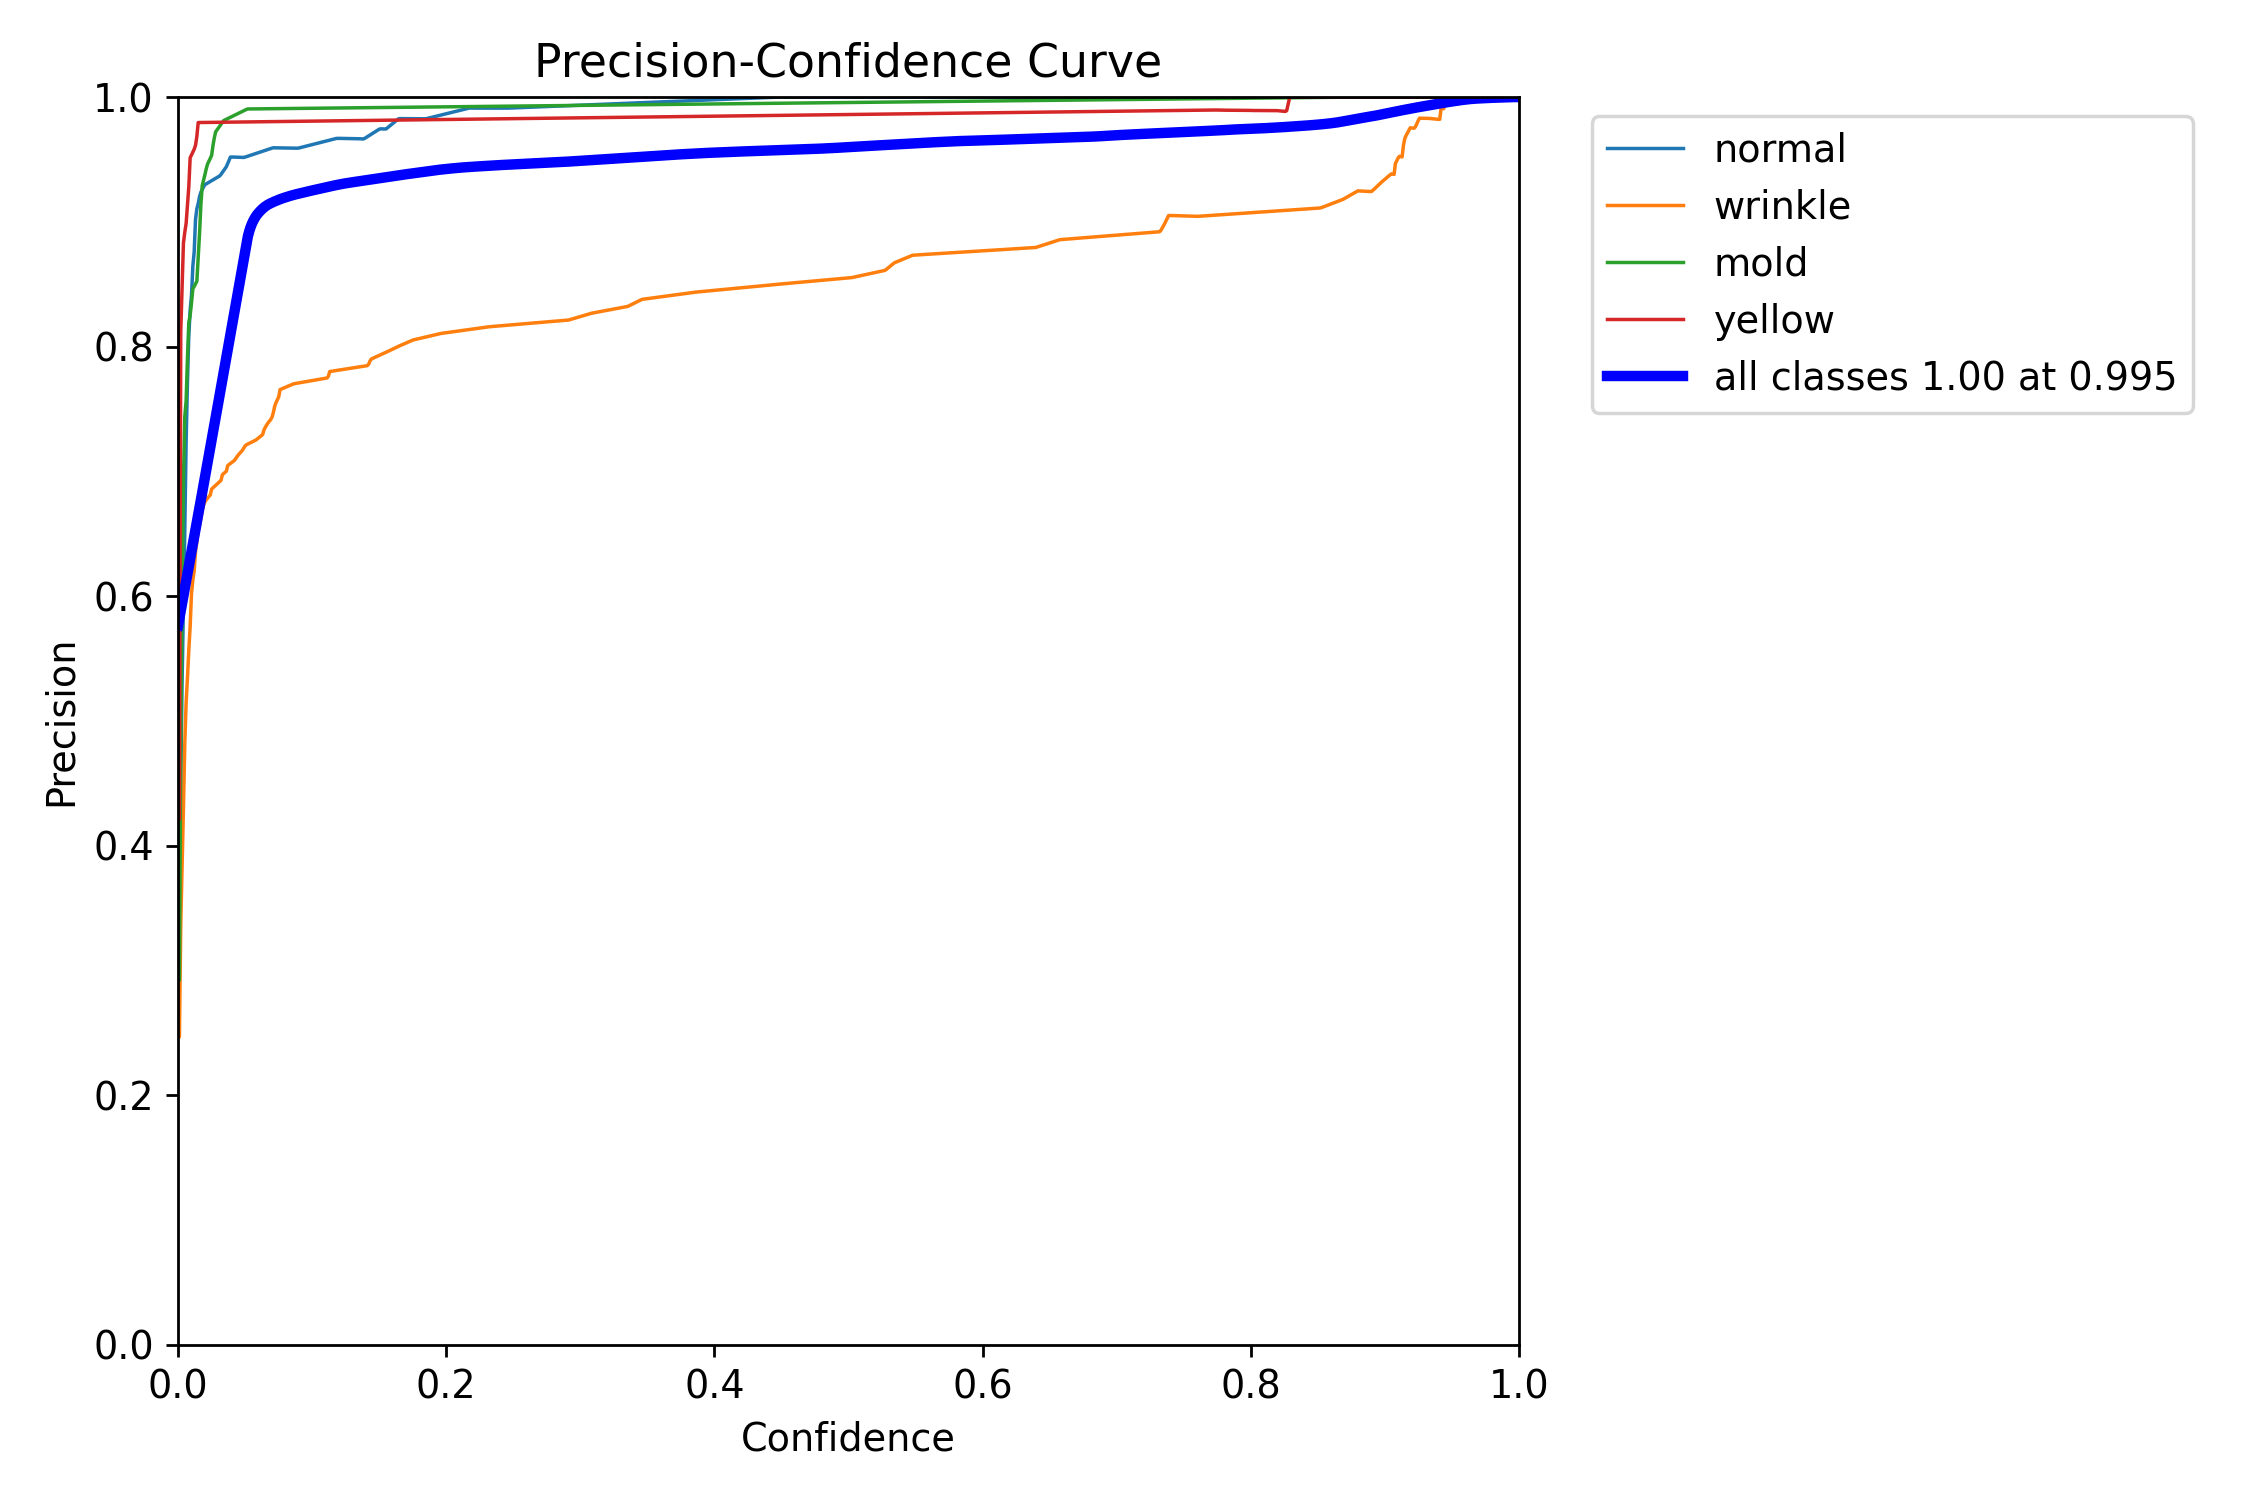 Precision-Confidence Curve
1.0
0.8
0.6
0.4
0.2
0.0
Precision
0.0 0.2 0.4 0.6 0.8 1.0
Confidence
normal
wrinkle
mold
yellow
all classes 1.00 at 0.995